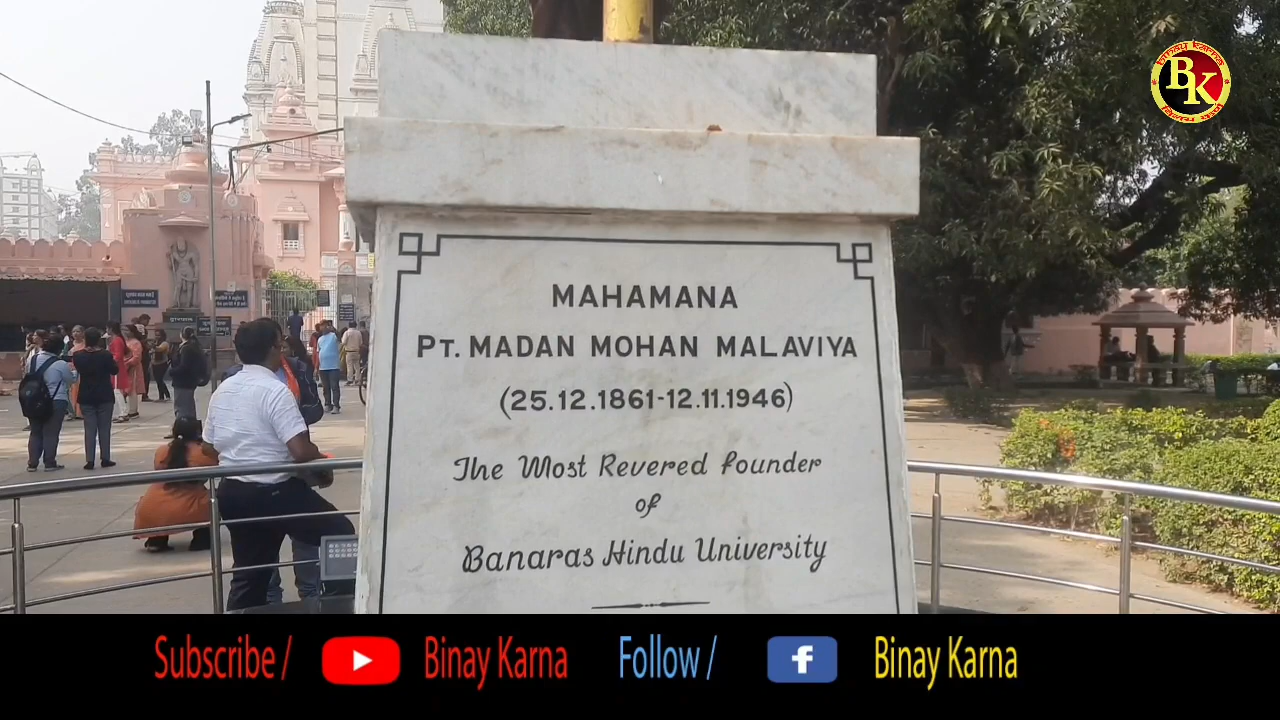 MAHAMANA
PT. MADAN MOHAN MALAVIYA
(25.12.1861-12.11.1946)
The Most Revered founder
of
Banaras Hindu University
BK
Subscribe / Binay Karna Follow / f Binay Karna